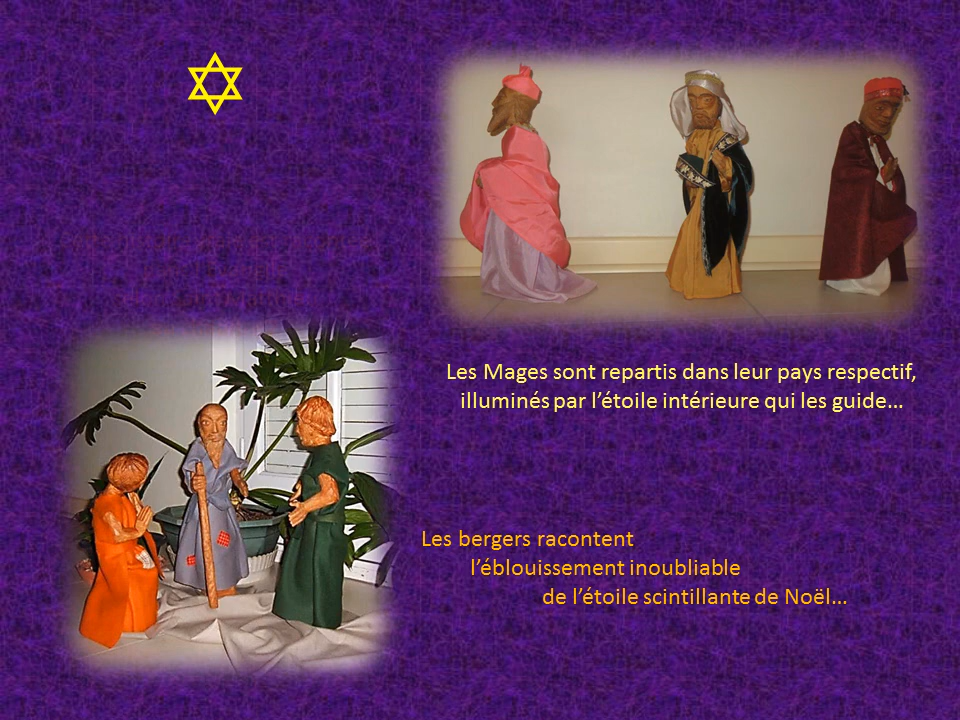 Les Mages sont repartis dans leur pays respectif,
illuminés par l’étoile intérieure qui les guide…
Les bergers racontent
l’éblouissement inoubliable
de l’étoile scintillante de Noël…